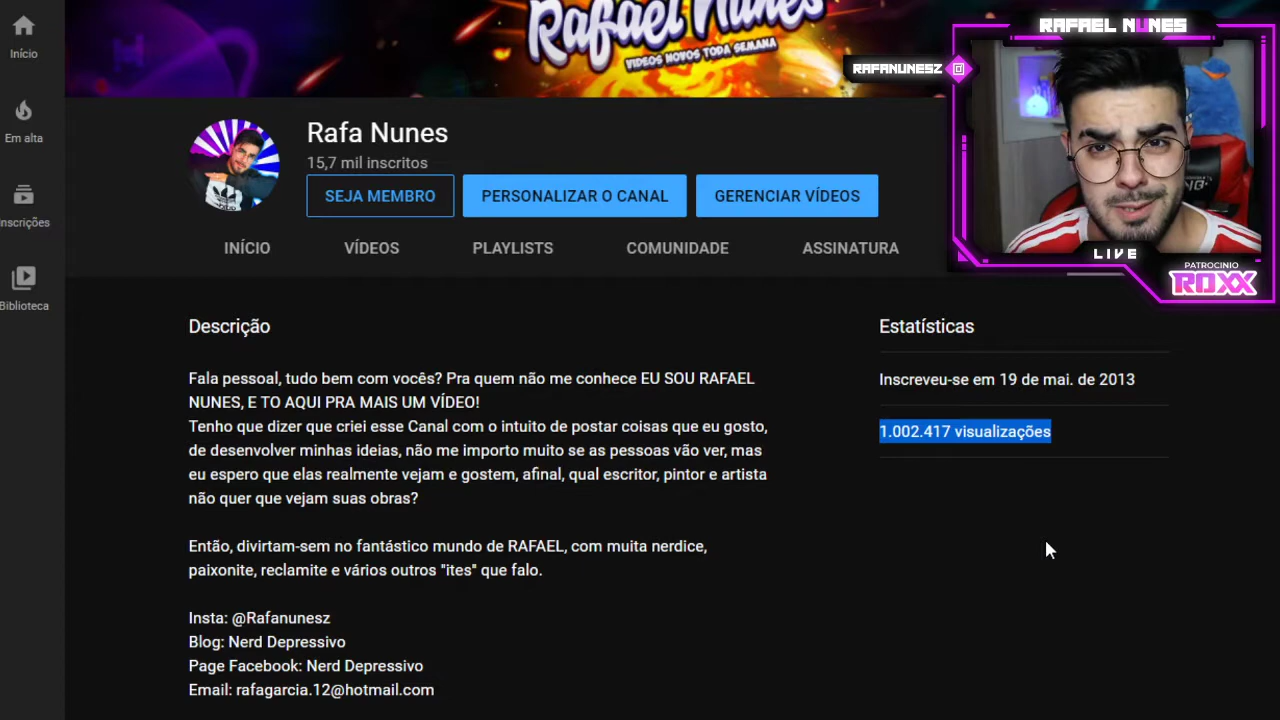 Rafael Nunes
VIDEOS NOVOS TODA SEMANA
RAFAEL NUNES
RAFANUNESZ
Início
Em alta
Inscrições
Biblioteca
Rafa Nunes
15,7 mil inscritos
SEJA MEMBRO
PERSONALIZAR O CANAL
GERENCIAR VÍDEOS
INÍCIO
VÍDEOS
PLAYLISTS
COMUNIDADE
ASSINATURA
LIVE
PATROCINIO
ROXX
Descrição
Fala pessoal, tudo bem com vocês? Pra quem não me conhece EU SOU RAFAEL
NUNES, E TO AQUI PRA MAIS UM VÍDEO!
Tenho que dizer que criei esse Canal com o intuito de postar coisas que eu gosto,
de desenvolver minhas ideias, não me importo muito se as pessoas vão ver, mas
eu espero que elas realmente vejam e gostem, afinal, qual escritor, pintor e artista
não quer que vejam suas obras?
Então, divirtam-sem no fantástico mundo de RAFAEL, com muita nerdice,
paixonite, reclamite e vários outros "ites" que falo.
Insta: @Rafanunesz
Blog: Nerd Depressivo
Page Facebook: Nerd Depressivo
Email: rafagarcia.12@hotmail.com
Estatísticas
Inscreveu-se em 19 de mai. de 2013
1.002.417 visualizações